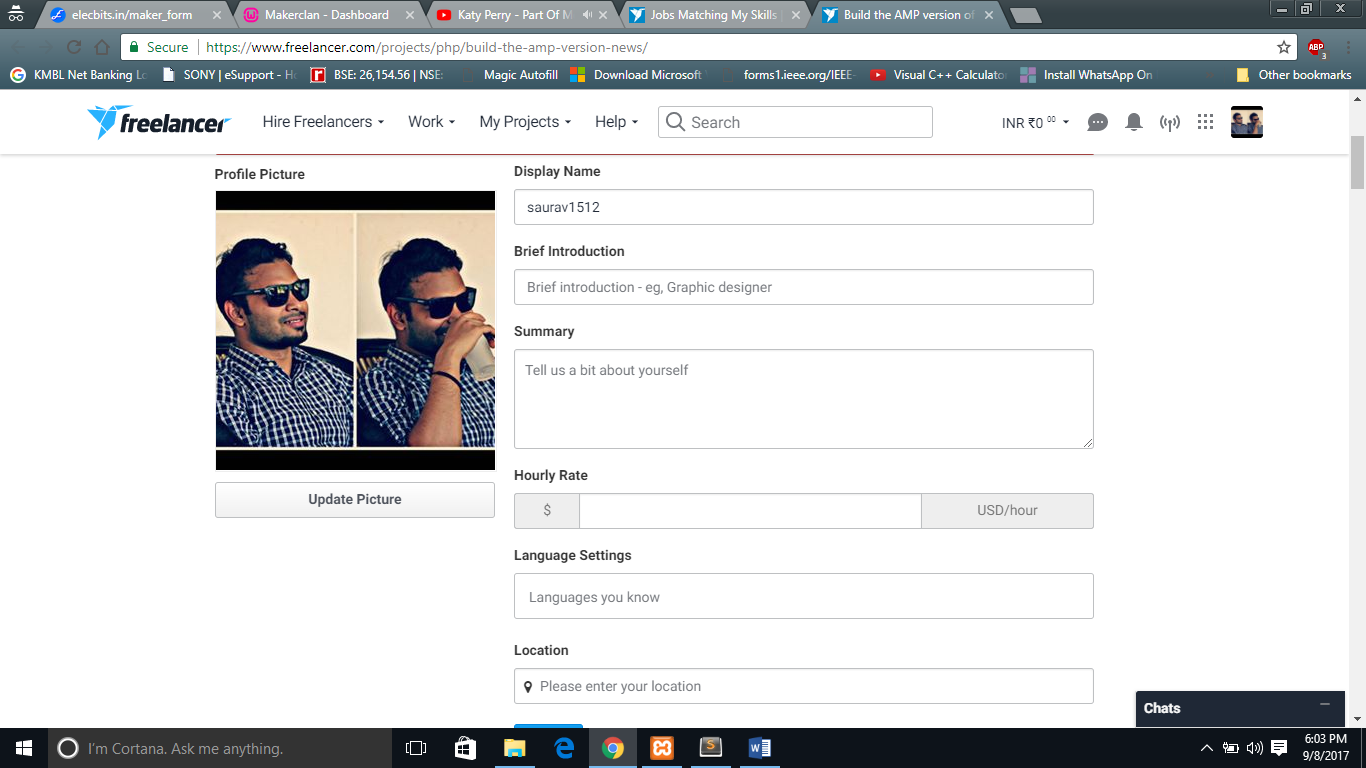 elecbits.in/maker_form
Makerclan - Dashboard
Katy Perry - Part Of M
Jobs Matching My Skills
Build the AMP version of
Secure https://www.freelancer.com/projects/php/build-the-amp-version-news/
ABP 3
KMBL Net Banking Lo
SONY | eSupport - Ho
BSE: 26,154.56 | NSE:
Magic Autofill
Download Microsoft
forms1.ieee.org/IEEE-
Visual C++ Calculato
Install WhatsApp On
Other bookmarks
freelancer Hire Freelancers Work My Projects Help Search INR ₹0 00
Profile Picture
Update Picture
Display Name
saurav1512
Brief Introduction
Brief introduction - eg, Graphic designer
Summary
Tell us a bit about yourself
Hourly Rate
$ USD/hour
Language Settings
Languages you know
Location
Please enter your location
Chats
I'm Cortana. Ask me anything.
6:03 PM
9/8/2017